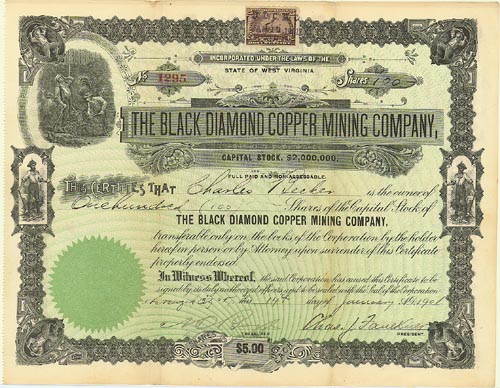 INCORPORATED UNDER THE LAWS OF THE
STATE OF WEST VIRGINIA
№ 1295
Shares 100
THE BLACK DIAMOND COPPER MINING COMPANY,
CAPITAL STOCK, $2,000,000.
FULL PAID AND NON-ASSESSABLE.
THIS CERTIFIES THAT Charles Becker is the owner of
One hundred /100 Shares of the Capital Stock of
THE BLACK DIAMOND COPPER MINING COMPANY,
transferable only on the books of the Corporation by the holder
hereof in person or by Attorney upon surrender of this Certificate
properly endorsed.
In Witness Whereof, the said Corporation has caused this Certificate to be
signed by its duly authorized officers and to be sealed with the Seal of the Corporation
this 14th day of January A.D. 190
Chas. J.
TREASURER
PRESIDENT
$5.00